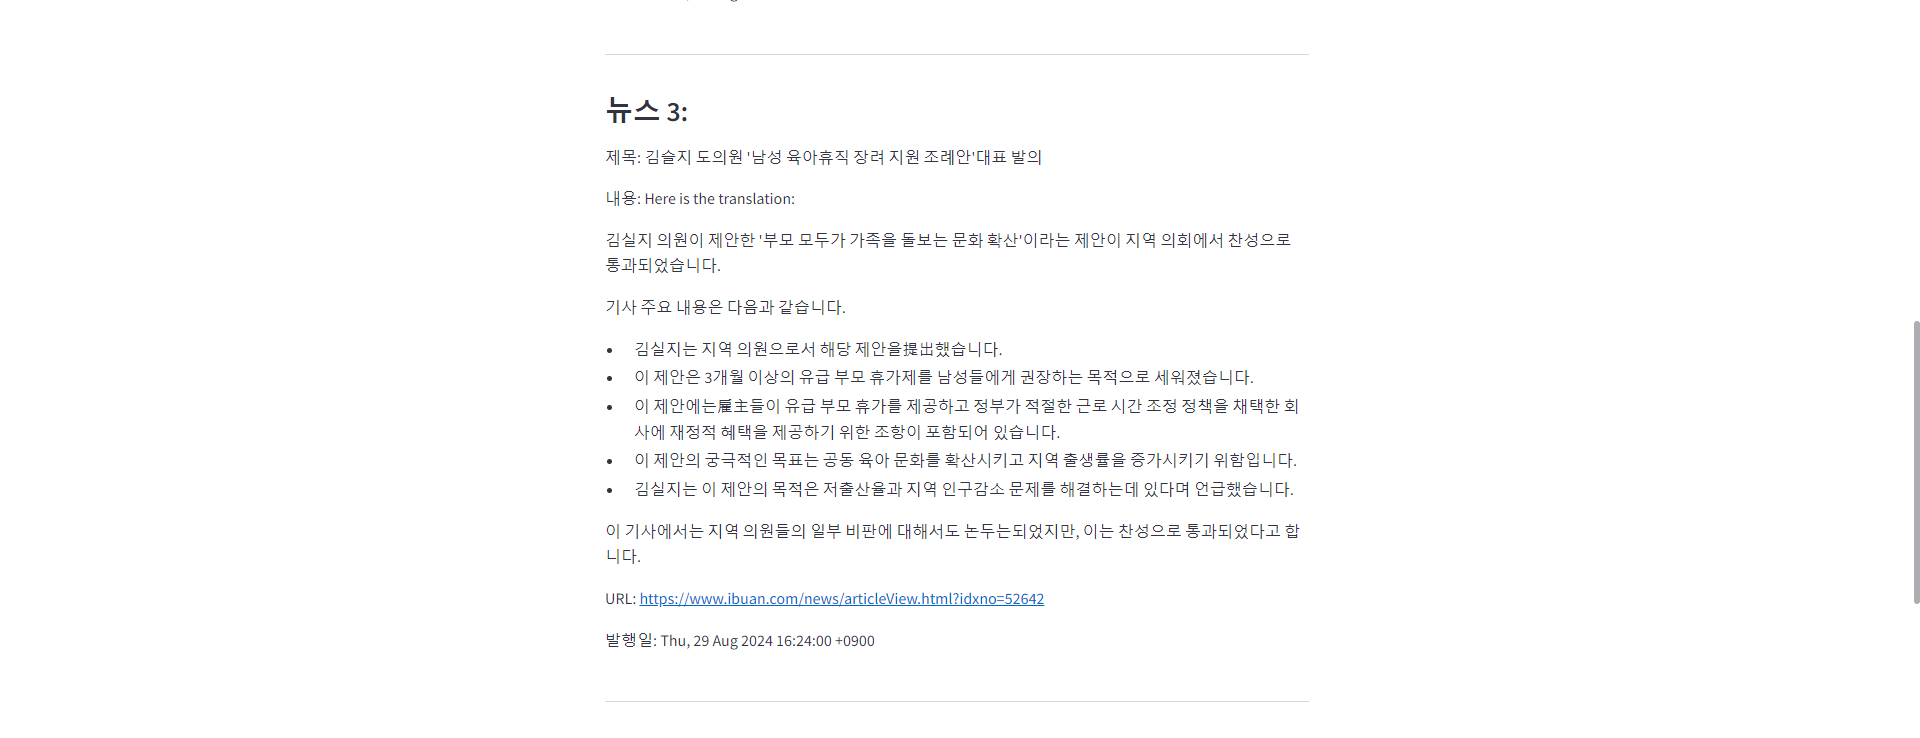 뉴스 3:
제목: 김슬지 도의원 '남성 육아휴직 장려 지원 조례안'대표 발의
내용: Here is the translation:
김실지 의원이 제안한 '부모 모두가 가족을 돌보는 문화 확산'이라는 제안이 지역 의회에서 찬성으로
통과되었습니다.
기사 주요 내용은 다음과 같습니다.
• 김실지는 지역 의원으로서 해당 제안을提出했습니다.
• 이 제안은 3개월 이상의 유급 부모 휴가제를 남성들에게 권장하는 목적으로 세워졌습니다.
• 이 제안에는雇主들이 유급 부모 휴가를 제공하고 정부가 적절한 근로 시간 조정 정책을 채택한 회
사에 재정적 혜택을 제공하기 위한 조항이 포함되어 있습니다.
• 이 제안의 궁극적인 목표는 공동 육아 문화를 확산시키고 지역 출생률을 증가시키기 위함입니다.
• 김실지는 이 제안의 목적은 저출산율과 지역 인구감소 문제를 해결하는데 있다며 언급했습니다.
이 기사에서는 지역 의원들의 일부 비판에 대해서도 논두는되었지만, 이는 찬성으로 통과되었다고 합
니다.
URL: https://www.ibuan.com/news/articleView.html?idxno=52642
발행일: Thu, 29 Aug 2024 16:24:00 +0900